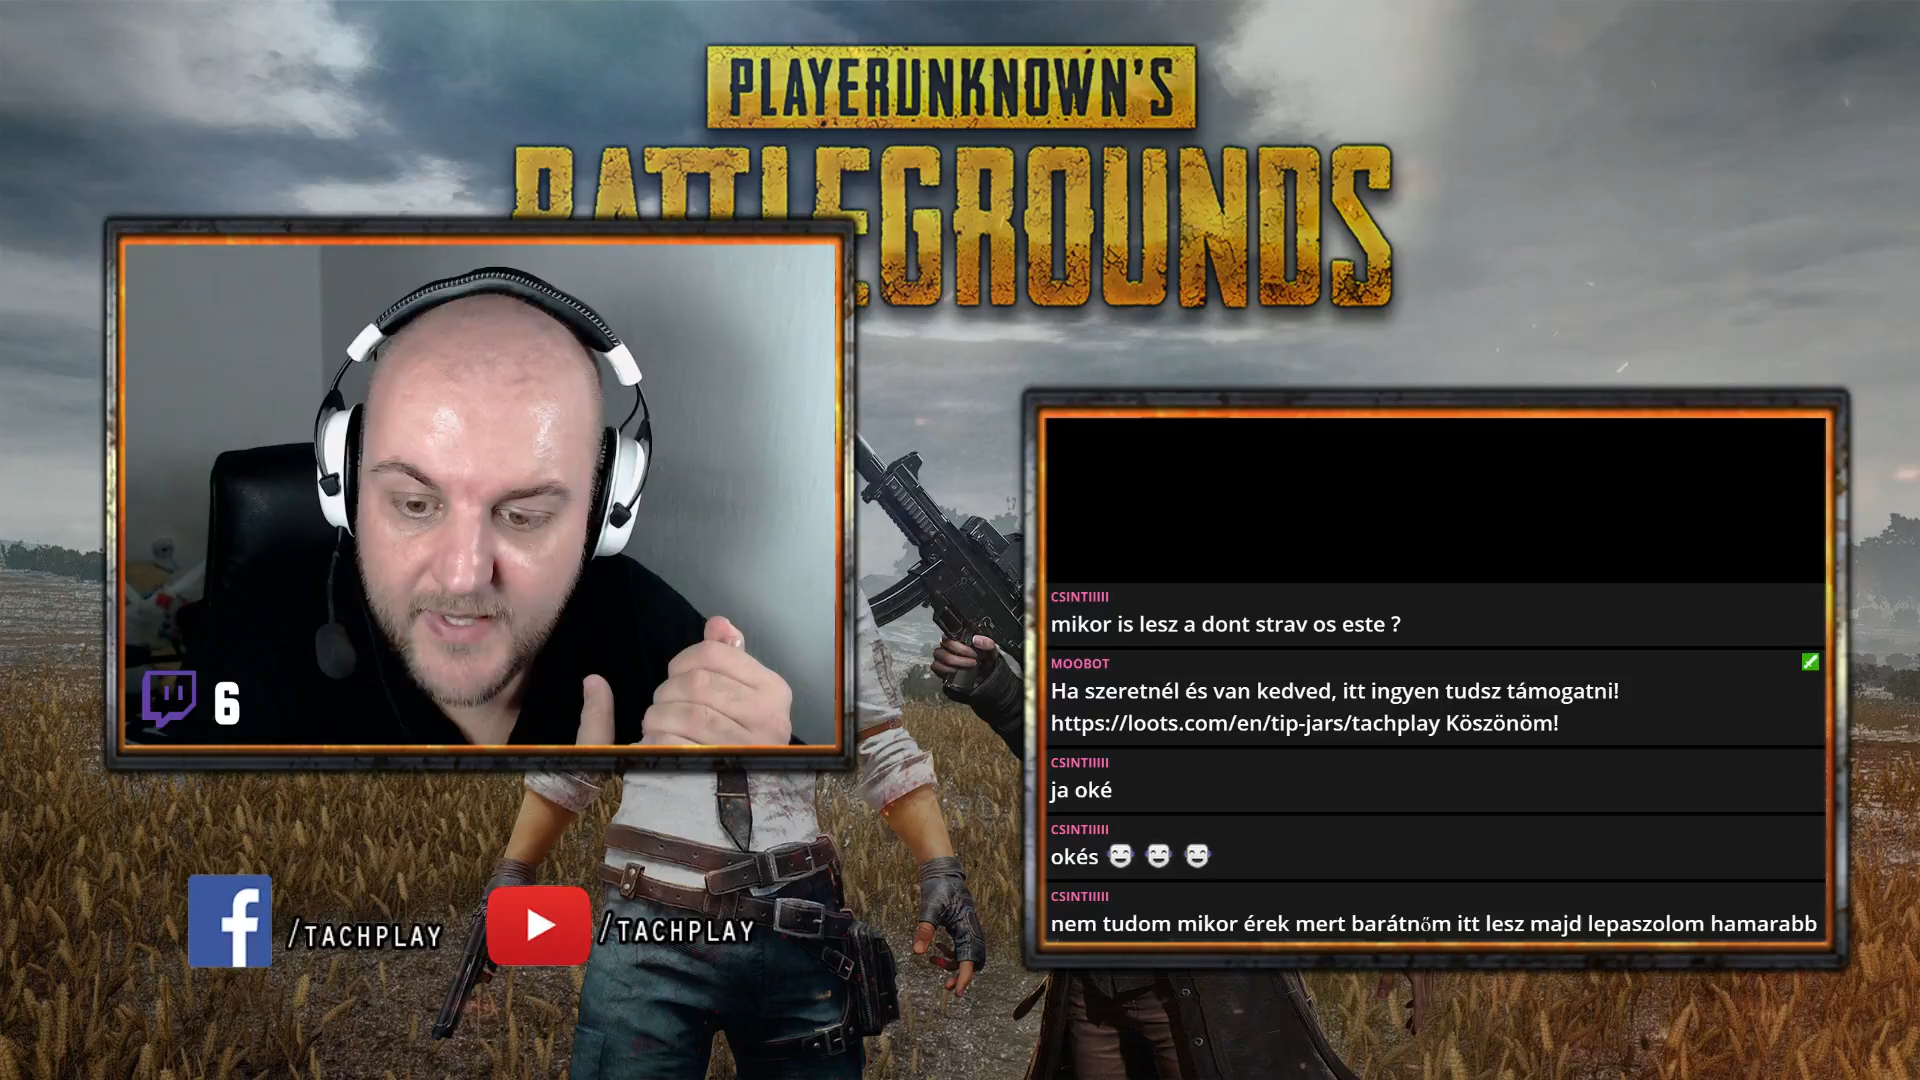 PLAYERUNKNOWN'S
BATTLEGROUNDS
6
/TACHPLAY
/TACHPLAY
CSINTIIIII
mikor is lesz a dont strav os este ?
MOOBOT
Ha szeretnél és van kedved, itt ingyen tudsz támogatni!
https://loots.com/en/tip-jars/tachplay Köszönöm!
CSINTIIIII
ja oké
CSINTIIIII
okés
CSINTIIIII
nem tudom mikor érek mert barátnőm itt lesz majd lepaszolom hamarabb